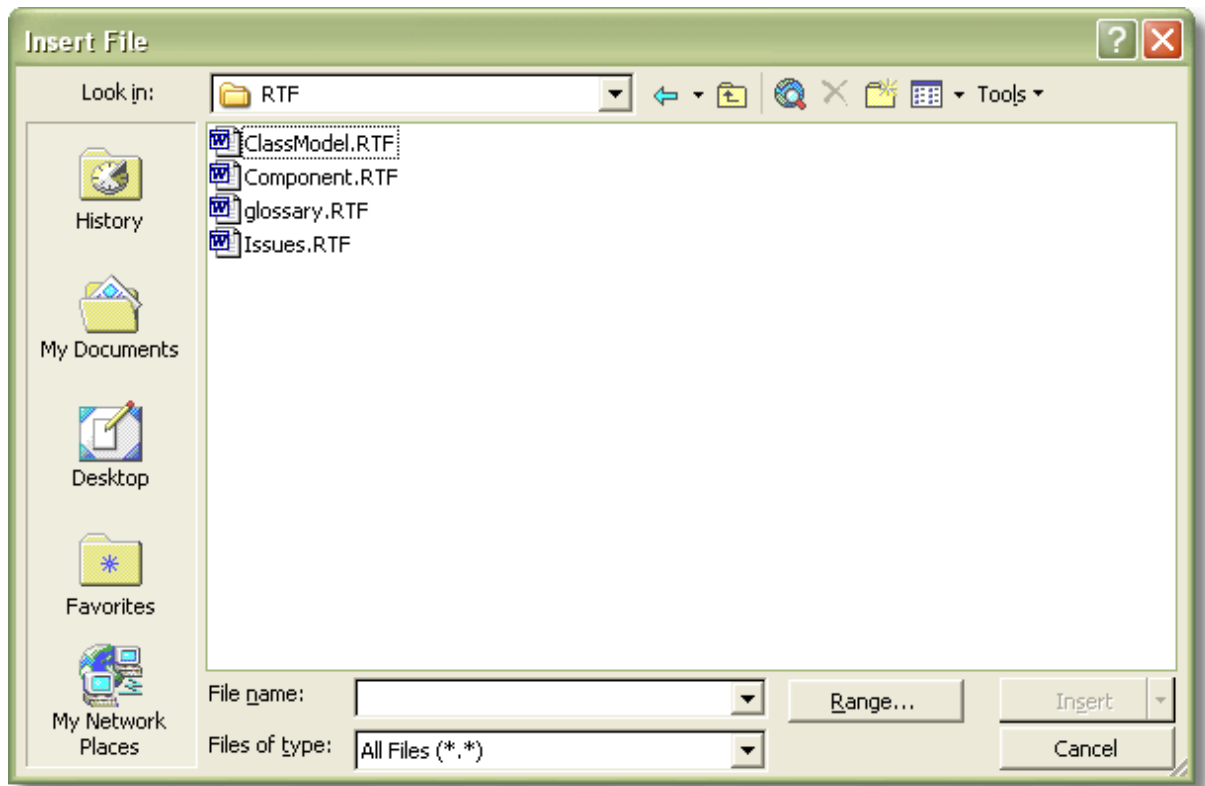 Insert File
Look in:
RTF
Tools
ClassModel.RTF
Component.RTF
glossary.RTF
Issues.RTF
History
My Documents
Desktop
Favorites
My Network
Places
File name:
Range...
Insert
Files of type:
All Files (*.*)
Cancel